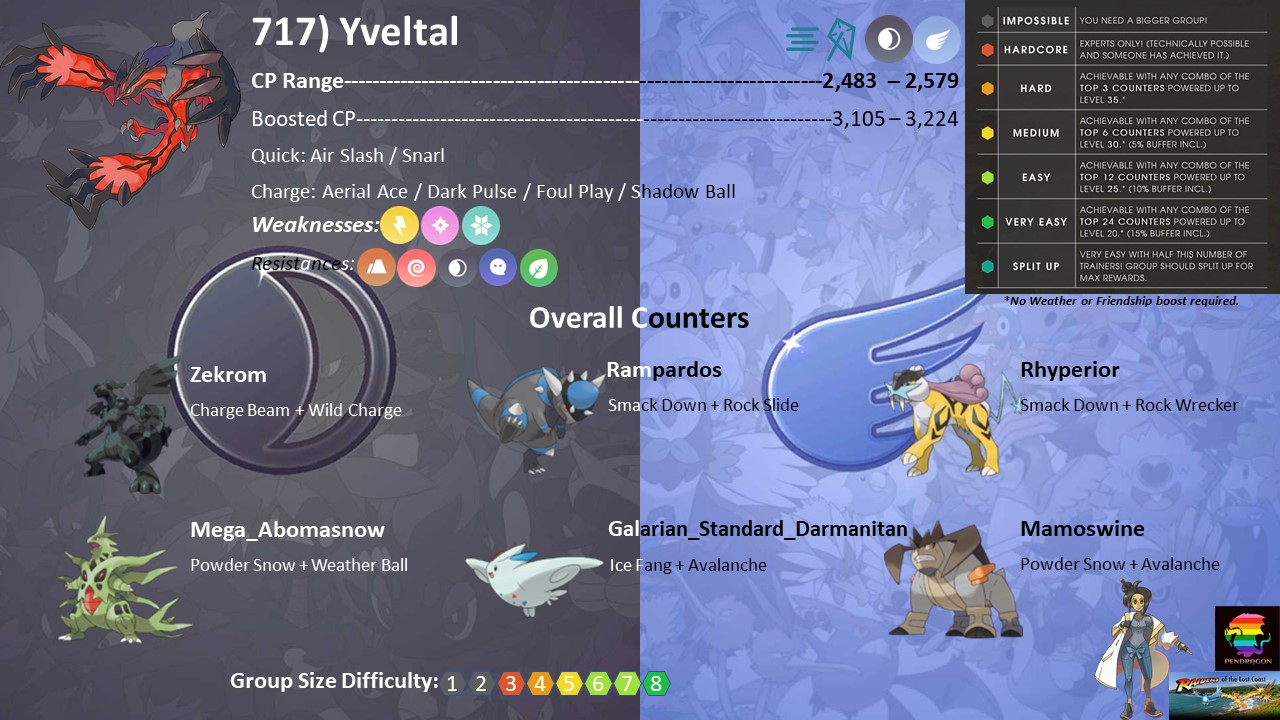 717) Yveltal
CP Range--------------------------------------------------------------------2,483 – 2,579
Boosted CP--------------------------------------------------------------------3,105 – 3,224
Quick: Air Slash / Snarl
Charge: Aerial Ace / Dark Pulse / Foul Play / Shadow Ball
Weaknesses:
Resistances:
IMPOSSIBLE YOU NEED A BIGGER GROUP!
HARDCORE EXPERTS ONLY! (TECHNICALLY POSSIBLE
AND SOMEONE HAS ACHIEVED IT.)
HARD ACHIEVABLE WITH ANY COMBO OF THE
TOP 3 COUNTERS POWERED UP TO
LEVEL 35.*
MEDIUM ACHIEVABLE WITH ANY COMBO OF THE
TOP 6 COUNTERS POWERED UP TO
LEVEL 30.* (5% BUFFER INCL.)
EASY ACHIEVABLE WITH ANY COMBO OF THE
TOP 12 COUNTERS POWERED UP TO
LEVEL 25.* (10% BUFFER INCL.)
VERY EASY ACHIEVABLE WITH ANY COMBO OF THE
TOP 24 COUNTERS POWERED UP TO
LEVEL 20.* (15% BUFFER INCL.)
SPLIT UP VERY EASY WITH HALF THIS NUMBER OF
TRAINERS! GROUP SHOULD SPLIT UP FOR
MAX REWARDS.
*No Weather or Friendship boost required.
Overall Counters
Zekrom
Charge Beam + Wild Charge
Rampardos
Smack Down + Rock Slide
Rhyperior
Smack Down + Rock Wrecker
Mega_Abomasnow
Powder Snow + Weather Ball
Galarian_Standard_Darmanitan
Ice Fang + Avalanche
Mamoswine
Powder Snow + Avalanche
Group Size Difficulty: 1 2 3 4 5 6 7 8
PENDRAGON
RAIDERS of the Lost Coast